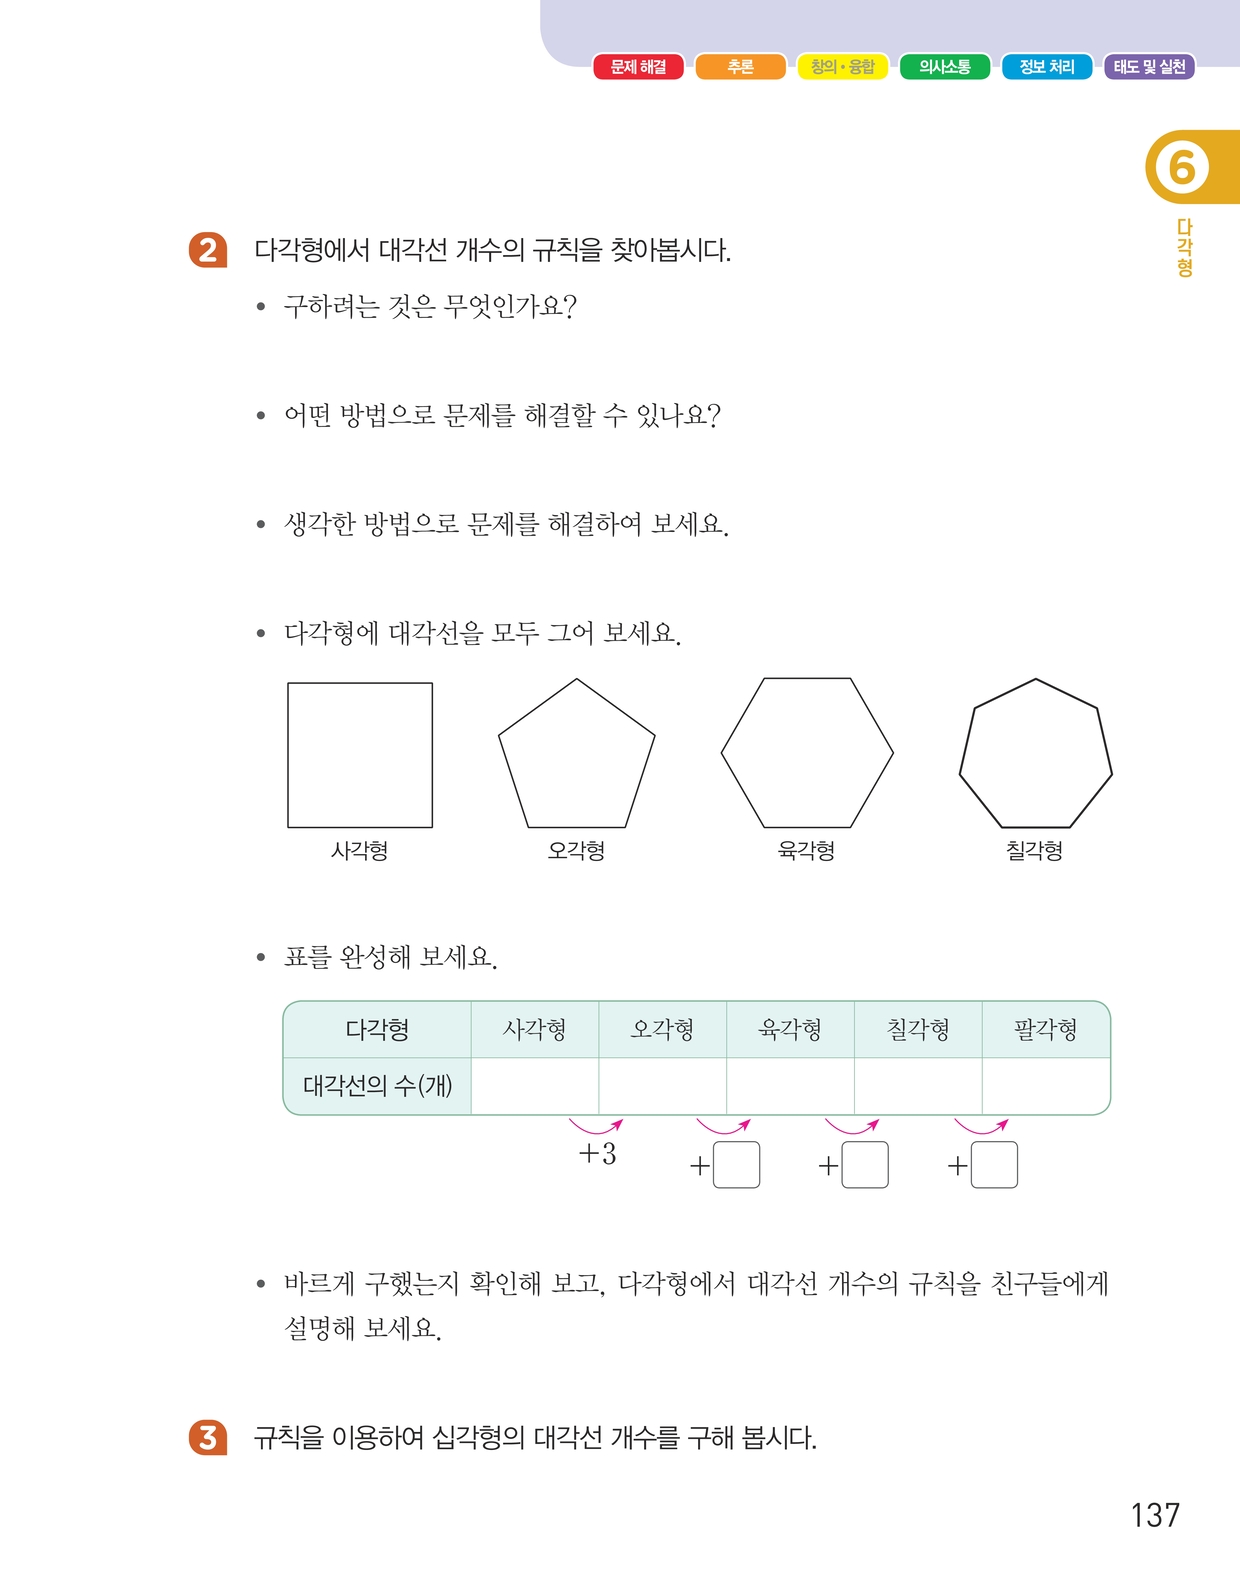 문제 해결 추론 창의·융합 의사소통 정보 처리 태도 및 실천
6
다각형
2 다각형에서 대각선 개수의 규칙을 찾아봅시다.
• 구하려는 것은 무엇인가요?
• 어떤 방법으로 문제를 해결할 수 있나요?
• 생각한 방법으로 문제를 해결하여 보세요.
• 다각형에 대각선을 모두 그어 보세요.
사각형 오각형 육각형 칠각형
• 표를 완성해 보세요.
다각형 사각형 오각형 육각형 칠각형 팔각형
대각선의 수(개)
+3 + + +
• 바르게 구했는지 확인해 보고, 다각형에서 대각선 개수의 규칙을 친구들에게
설명해 보세요.
3 규칙을 이용하여 십각형의 대각선 개수를 구해 봅시다.
137